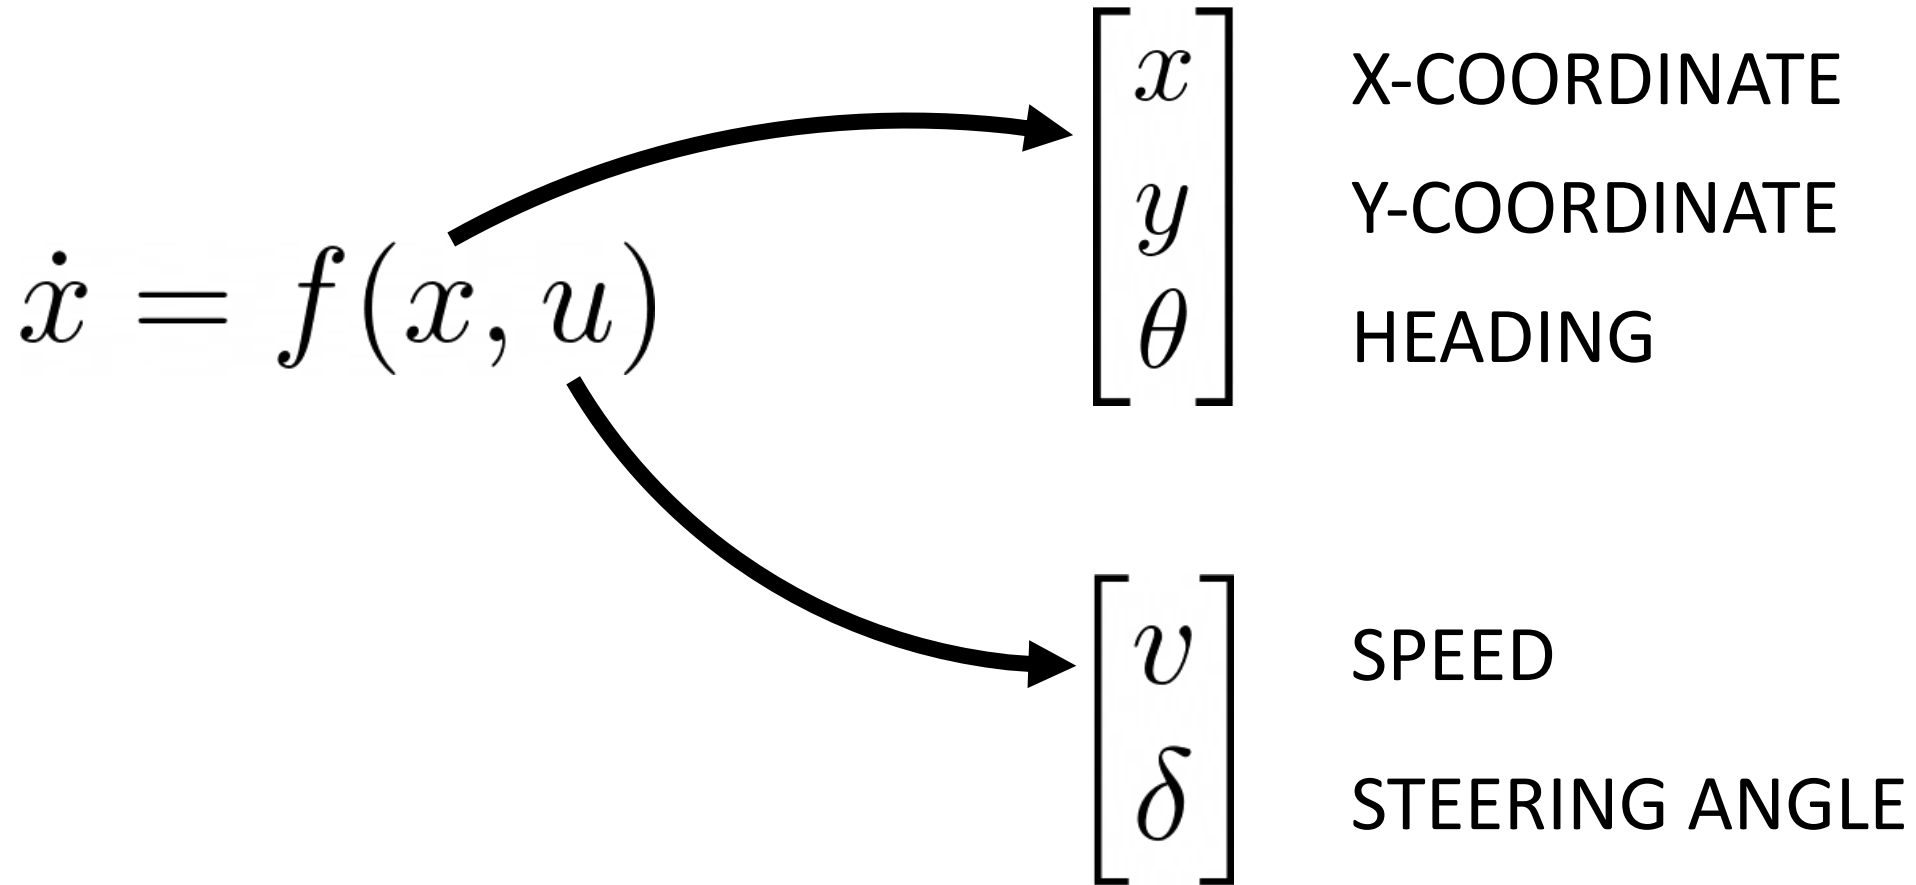 ẋ = f(x, u)
x X-COORDINATE
y Y-COORDINATE
θ HEADING
v SPEED
δ STEERING ANGLE